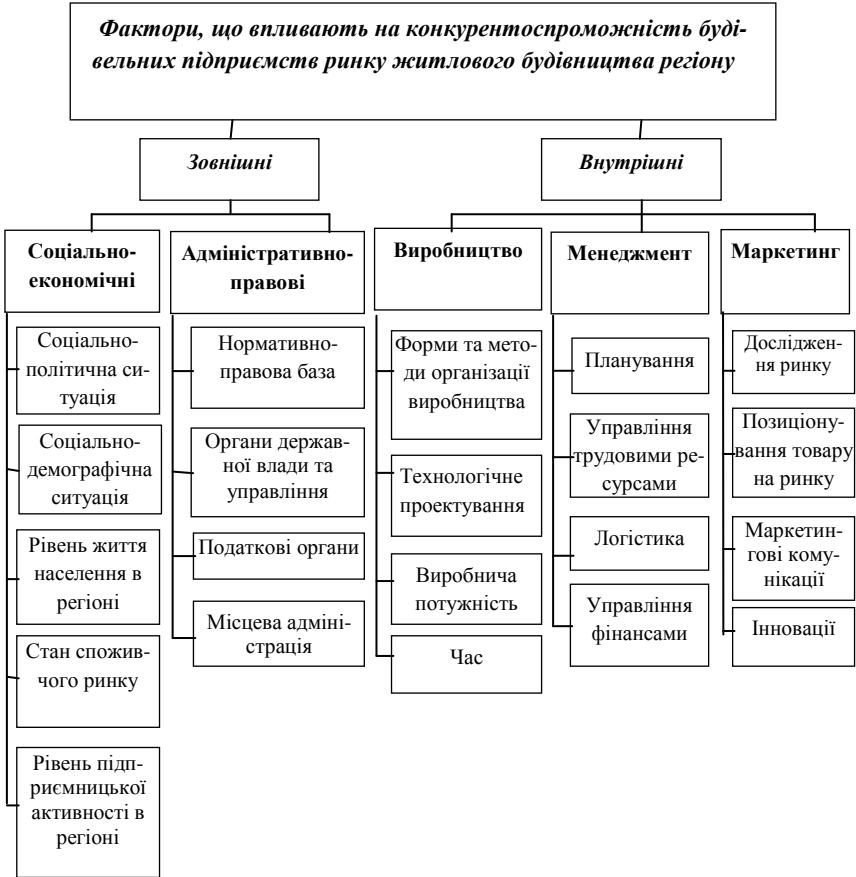 Фактори, що впливають на конкурентоспроможність буді-
вельних підприємств ринку житлового будівництва регіону
Зовнішні
Внутрішні
Соціально-
економічні
Адміністративно-
правові
Виробництво
Менеджмент
Маркетинг
Соціально-
політична си-
туація
Соціально-
демографічна
ситуація
Рівень життя
населення в
регіоні
Стан спожив-
чого ринку
Рівень підп-
риємницької
активності в
регіоні
Нормативно-
правова база
Органи держав-
ної влади та
управління
Податкові органи
Місцева адміні-
страція
Форми та мето-
ди організації
виробництва
Технологічне
проектування
Виробнича
потужність
Час
Планування
Управління
трудовими ре-
сурсами
Логістика
Управління
фінансами
Досліджен-
ня ринку
Позиціону-
вання товару
на ринку
Маркетин-
гові кому-
нікації
Інновації